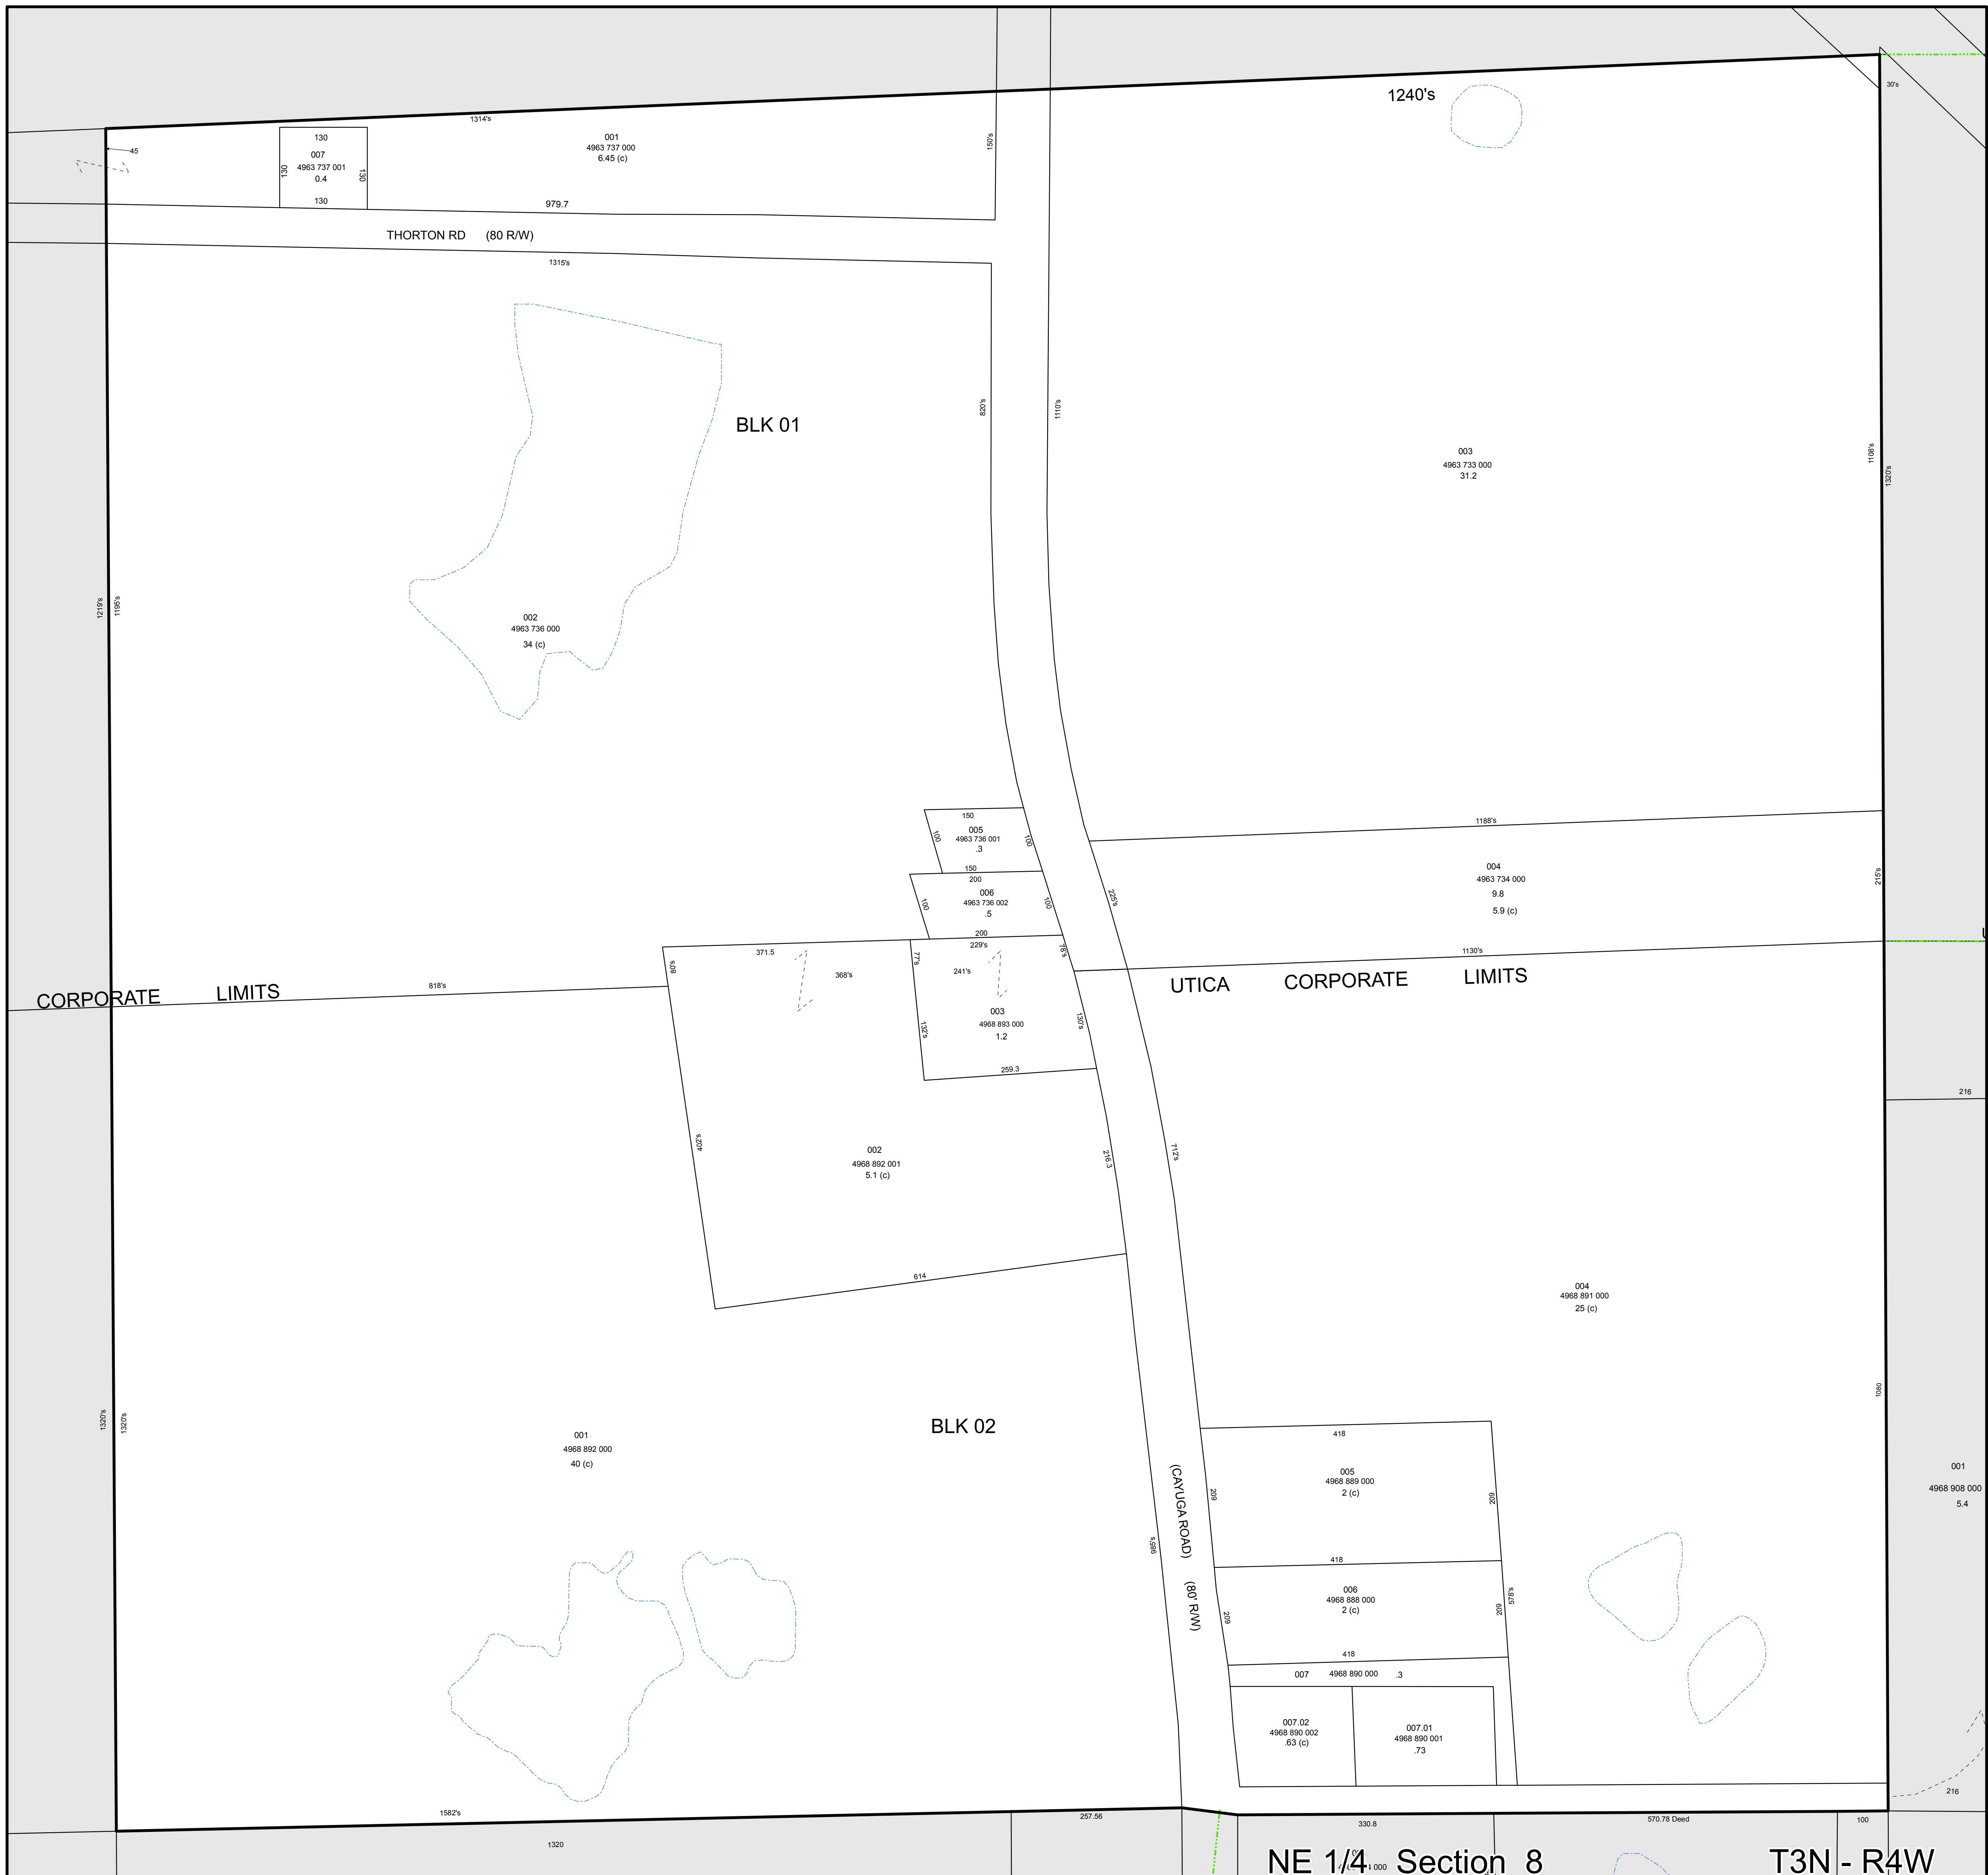 1240's
30's
1314's
001
4963 737 000
6.45 (c)
150's
45
130
007
4963 737 001
0.4
130
130
130
979.7
THORTON RD (80 R/W)
1315's
BLK 01
820's
1110's
003
4963 733 000
31.2
1108's
1320's
1219's
1195's
002
4963 736 000
34 (c)
150
005
4963 736 001
.3
100
100
150
200
006
4963 736 002
.5
100
100
200
1188's
004
4963 734 000
9.8
5.9 (c)
225's
215's
1130's
371.5
80's
368's
229's
77's
241's
76's
003
4968 893 000
1.2
132's
130's
259.3
CORPORATE LIMITS
818's
UTICA CORPORATE LIMITS
U
216
002
4968 892 001
5.1 (c)
402's
216.3
712's
614
004
4968 891 000
25 (c)
1080
1320's
1320's
001
4968 892 000
40 (c)
BLK 02
986's
(CAYUGA ROAD) (80' R/W)
418
005
4968 889 000
2 (c)
209
209
418
006
4968 888 000
2 (c)
209
209
578's
418
007 4968 890 000 .3
007.02
4968 890 002
.63 (c)
007.01
4968 890 001
.73
001
4968 908 000
5.4
216
1582's
257.56
330.8
570.78 Deed
100
1320
NE 1/4 Section 8
T3N - R4W